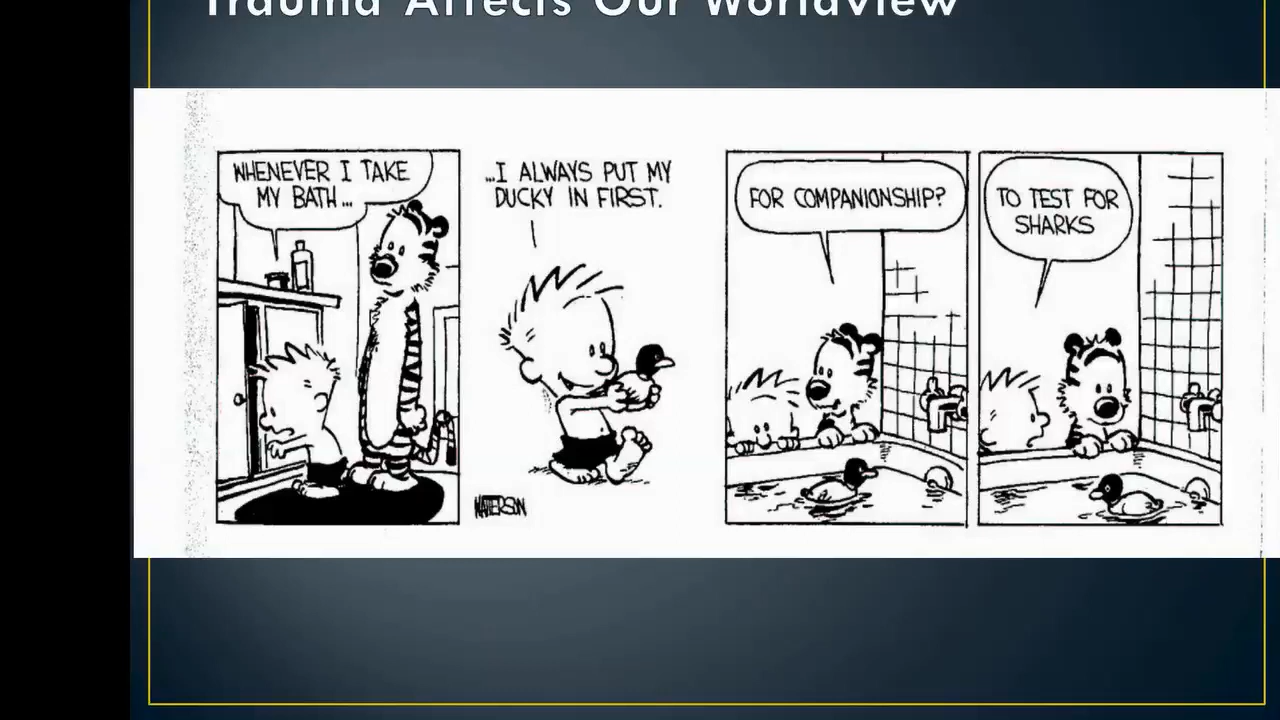 Trauma Affects Our Worldview
WHENEVER I TAKE
MY BATH...
...I ALWAYS PUT MY
DUCKY IN FIRST.
WATTERSON
FOR COMPANIONSHIP?
TO TEST FOR
SHARKS